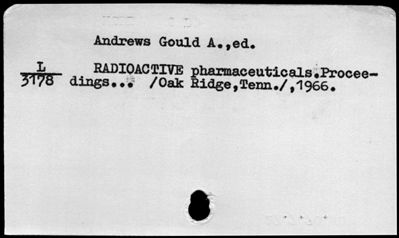 Andrews Gould A.,ed.
L RADIOACTIVE pharmaceuticals.Procee-
3178 dings... /Oak Ridge,Tenn./,1966.